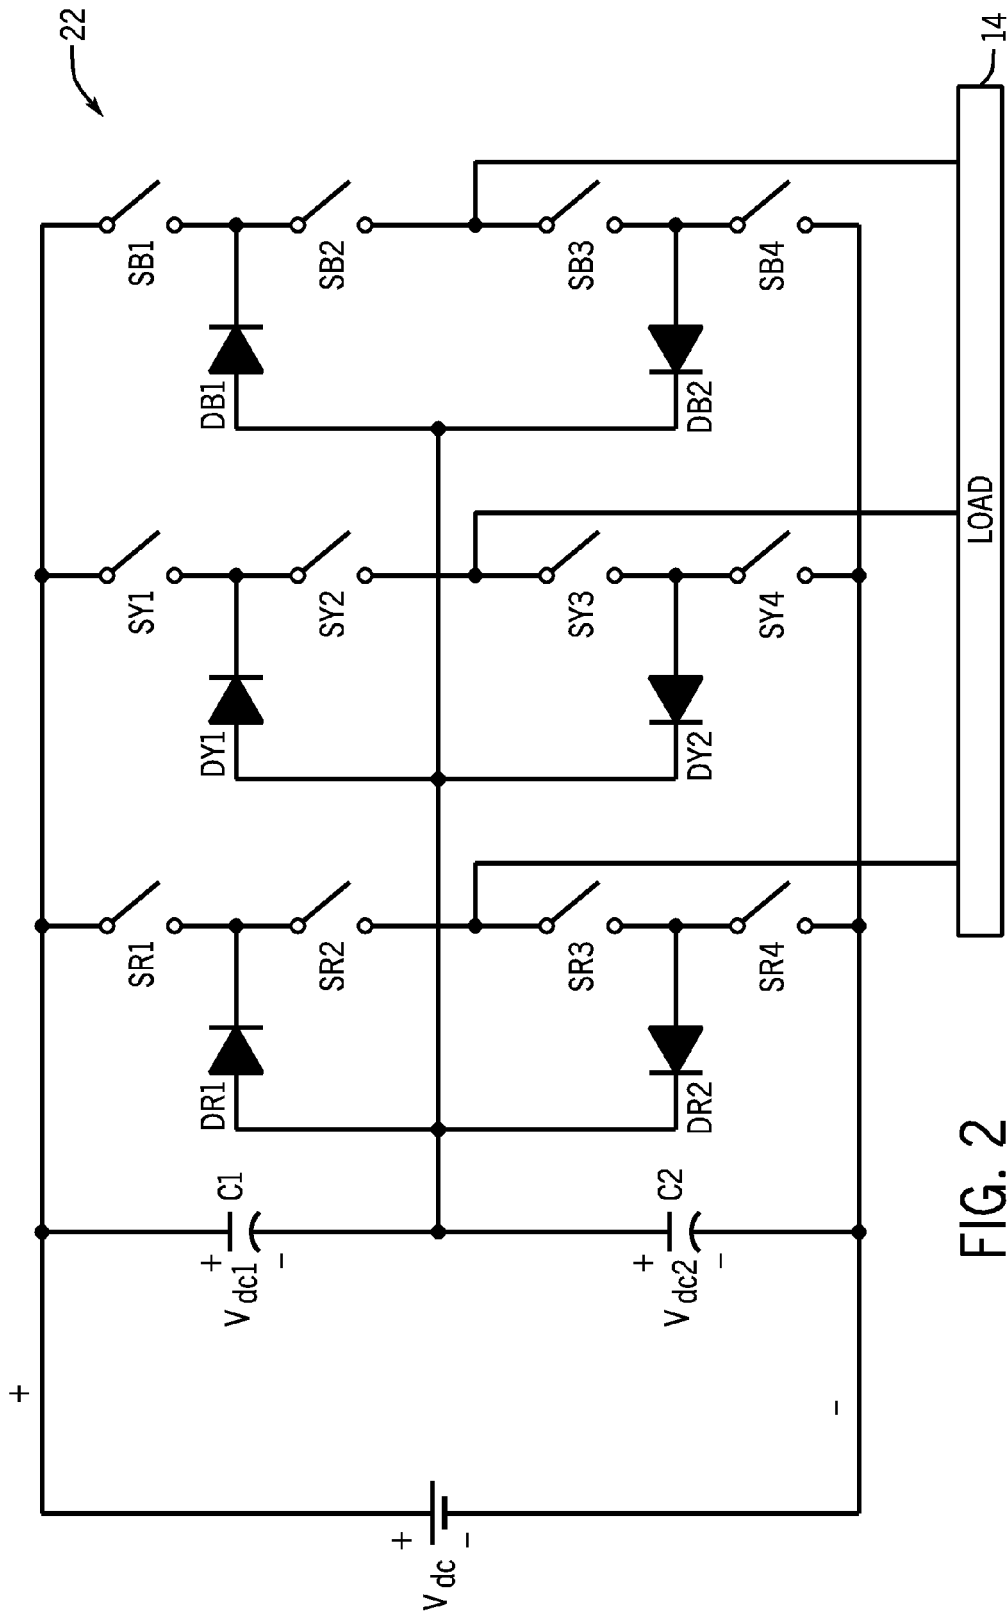 22
+
SB1
SB2
SB3
SB4
DB1
DB2
SY1
SY2
SY3
SY4
DY1
DY2
SR1
SR2
SR3
SR4
DR1
DR2
+
Vdc1
-
C1
+
Vdc2
-
C2
+
Vdc
-
-
LOAD
14
FIG. 2